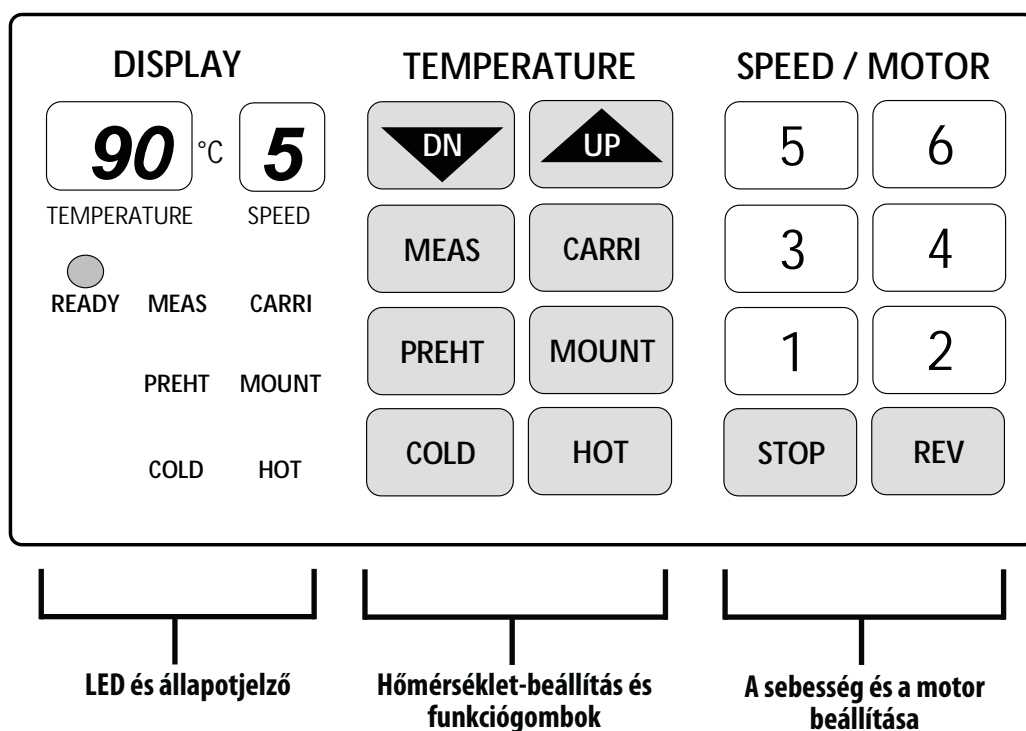 DISPLAY
90 °C 5
TEMPERATURE SPEED
READY MEAS CARRI
PREHT MOUNT
COLD HOT
TEMPERATURE
DN UP
MEAS CARRI
PREHT MOUNT
COLD HOT
SPEED / MOTOR
5 6
3 4
1 2
STOP REV
LED és állapotjelző
Hőmérséklet-beállítás és
funkciógombok
A sebesség és a motor
beállítása